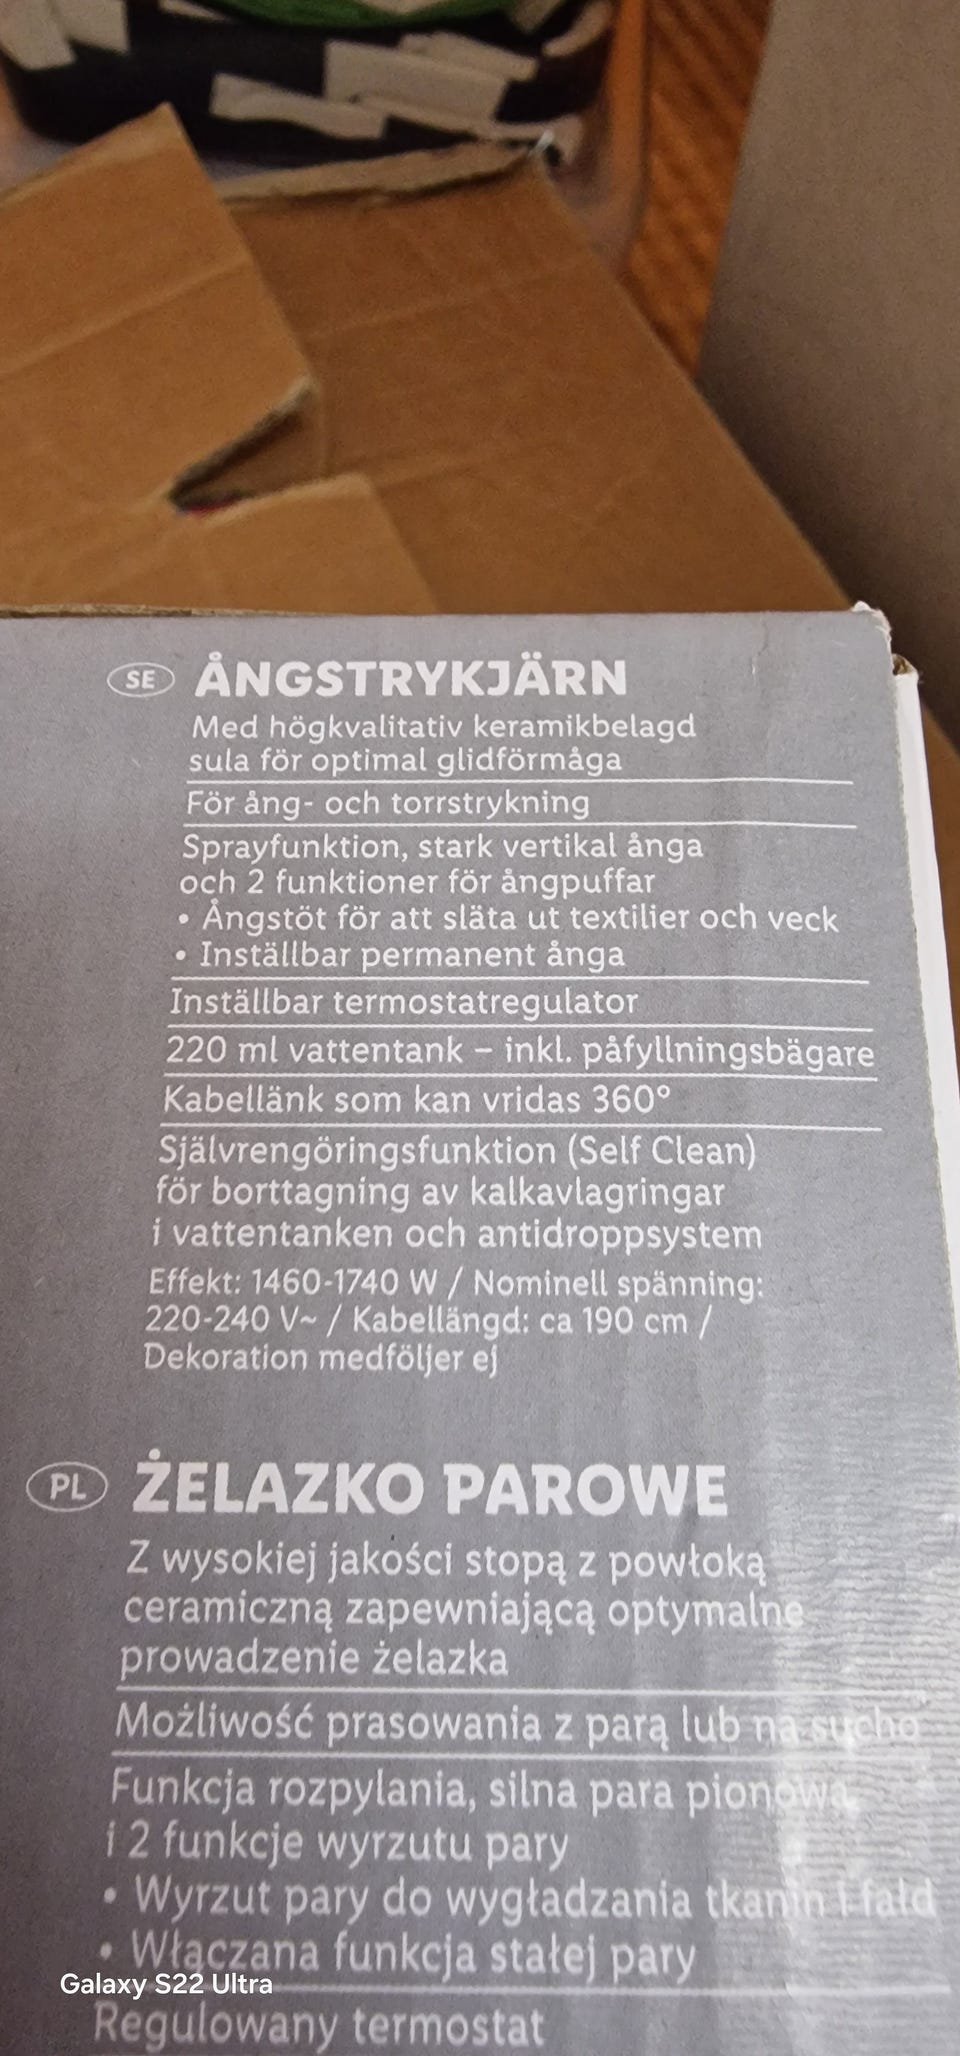 SE ÅNGSTRYKJÄRN
Med högkvalitativ keramikbelagd
sula för optimal glidförmåga
För ång- och torrstrykning
Sprayfunktion, stark vertikal ånga
och 2 funktioner för ångpuffar
• Ångstöt för att släta ut textilier och veck
• Inställbar permanent ånga
Inställbar termostatregulator
220 ml vattentank – inkl. påfyllningsbägare
Kabellänk som kan vridas 360°
Självrengöringsfunktion (Self Clean)
för borttagning av kalkavlagringar
i vattentanken och antidroppsystem
Effekt: 1460-1740 W / Nominell spänning:
220-240 V~ / Kabellängd: ca 190 cm /
Dekoration medföljer ej
PL ŻELAZKO PAROWE
Z wysokiej jakości stopą z powłoką
ceramiczną zapewniającą optymalne
prowadzenie żelazka
Możliwość prasowania z parą lub na sucho
Funkcja rozpylania, silna para pionowa
i 2 funkcje wyrzutu pary
• Wyrzut pary do wygładzania tkanin i fałd
• Włączana funkcja stałej pary
Galaxy S22 Ultra
Regulowany termostat